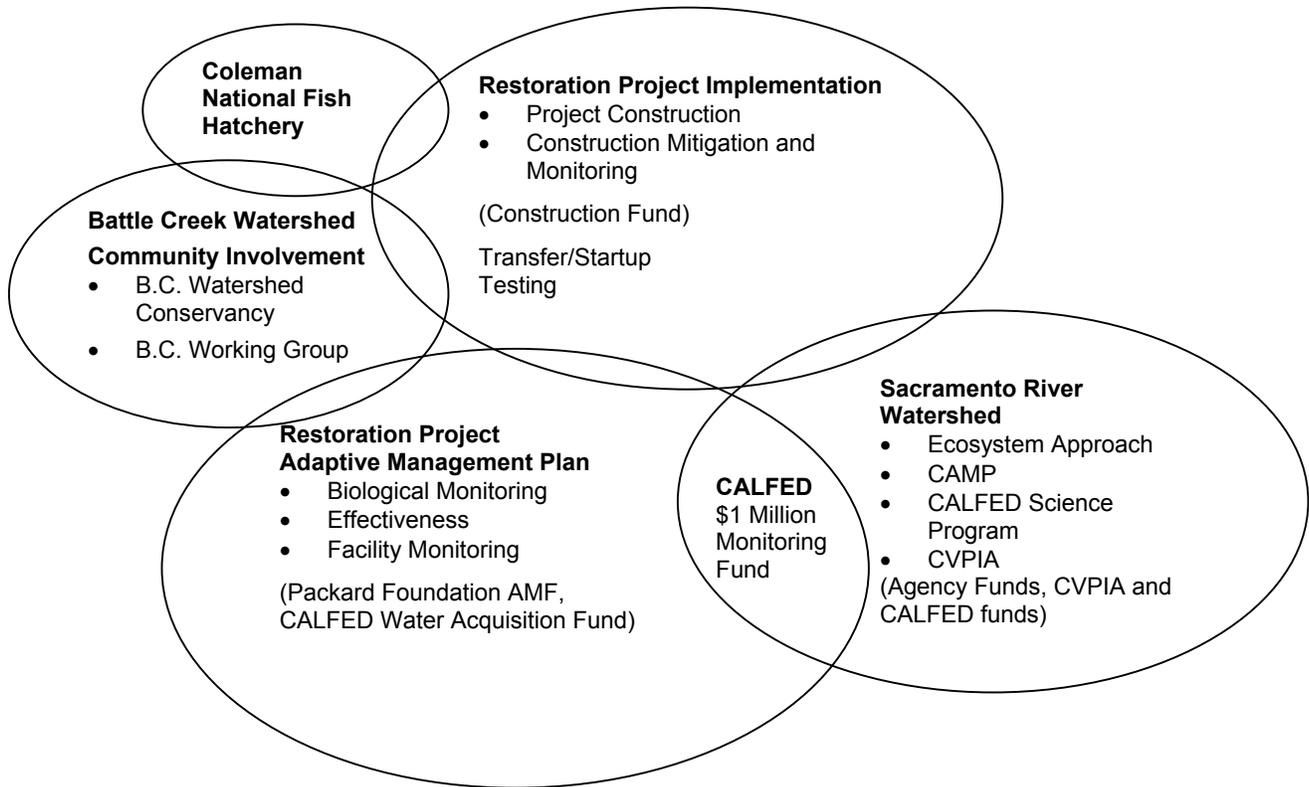 Coleman
National Fish
Hatchery
Restoration Project Implementation
• Project Construction
• Construction Mitigation and
Monitoring
(Construction Fund)
Transfer/Startup
Testing
Battle Creek Watershed
Community Involvement
• B.C. Watershed
Conservancy
• B.C. Working Group
Restoration Project
Adaptive Management Plan
• Biological Monitoring
• Effectiveness
• Facility Monitoring
(Packard Foundation AMF,
CALFED Water Acquisition Fund)
CALFED
$1 Million
Monitoring
Fund
Sacramento River
Watershed
• Ecosystem Approach
• CAMP
• CALFED Science
Program
• CVPIA
(Agency Funds, CVPIA and
CALFED funds)